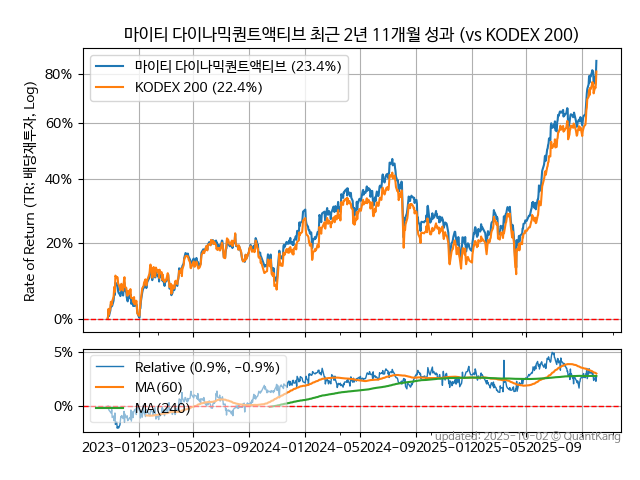 마이티 다이나믹퀀트액티브 최근 2년 11개월 성과 (vs KODEX 200)
마이티 다이나믹퀀트액티브 (23.4%)
KODEX 200 (22.4%)
Rate of Return (TR: 배당재투자, Log)
80%
60%
40%
20%
0%
Relative (0.9%, -0.9%)
MA(60)
MA(240)
5%
0%
updated: 2025-10-02 © QuantKang
2023-01 2023-05 2023-09 2024-01 2024-05 2024-09 2025-01 2025-05 2025-09